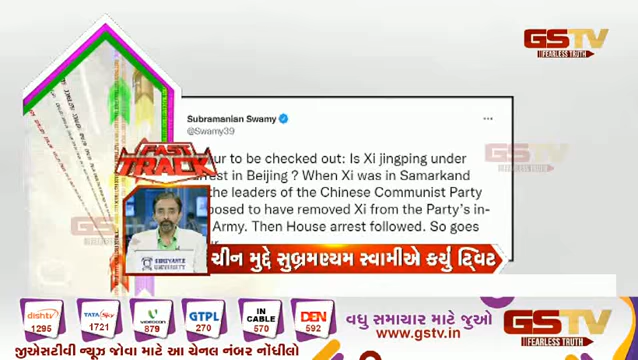 GSTV
FEARLESS TRUTH
Subramanian Swamy
@Swamy39
ur to be checked out: Is Xi jingping under
rest in Beijing ? When Xi was in Samarkand
the leaders of the Chinese Communist Party
posed to have removed Xi from the Party's in-
Army. Then House arrest followed. So goes
GSTV
FAST
TRACK
UNIVERSITY
ચીન મુદ્દે સુબ્રમણ્યમ સ્વામીએ કર્યું ટ્વિટ
dishtv
1295
TATA Sky
1721
videocon
879
GTPL
270
IN
CABLE
570
DEN
592
વધુ સમાચાર માટે જુઓ
www.gstv.in
GSTV
FEARLESS TRUTH
જીએસટીવી ન્યૂઝ જોવા માટે આ ચેનલ નંબર નોંધીલો